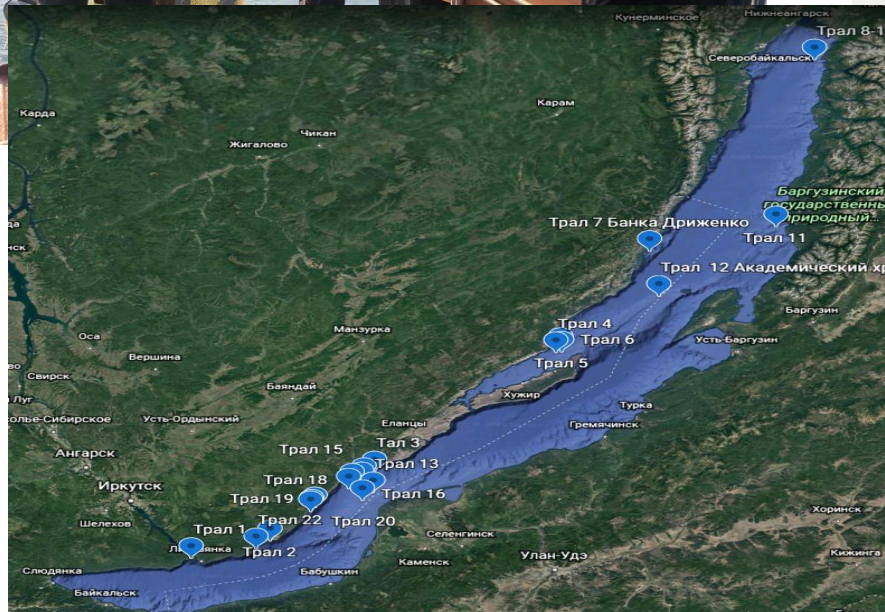 Нижнеангарск
Кунерминское
Трал 8-1
Северобайкальск
Карда
Карам
Чикан
Жигалово
Баргузинский
государственны
природный...
Трал 7 Банка Дриженко
Трал 11
Трал 12 Академический хр
Баргузин
Трал 4
Манзурка
Оса
Трал 6
Усть-Баргузин
Вершина
Трал 5
Свирск
Баяндай
Хужир
Турка
Усть-Ордынский
Еланцы
Гремячинск
Трал 15
Тал 3
Ангарск
Трал 13
Трал 18
Иркутск
Трал 19
Трал 16
Хоринск
Шелехов
Трал 1
Трал 22
Трал 20
Селенгинск
Трал 2
Улан-Удэ
Кижинга
Каменск
Слюдянка
Бабушкин
Байкальск